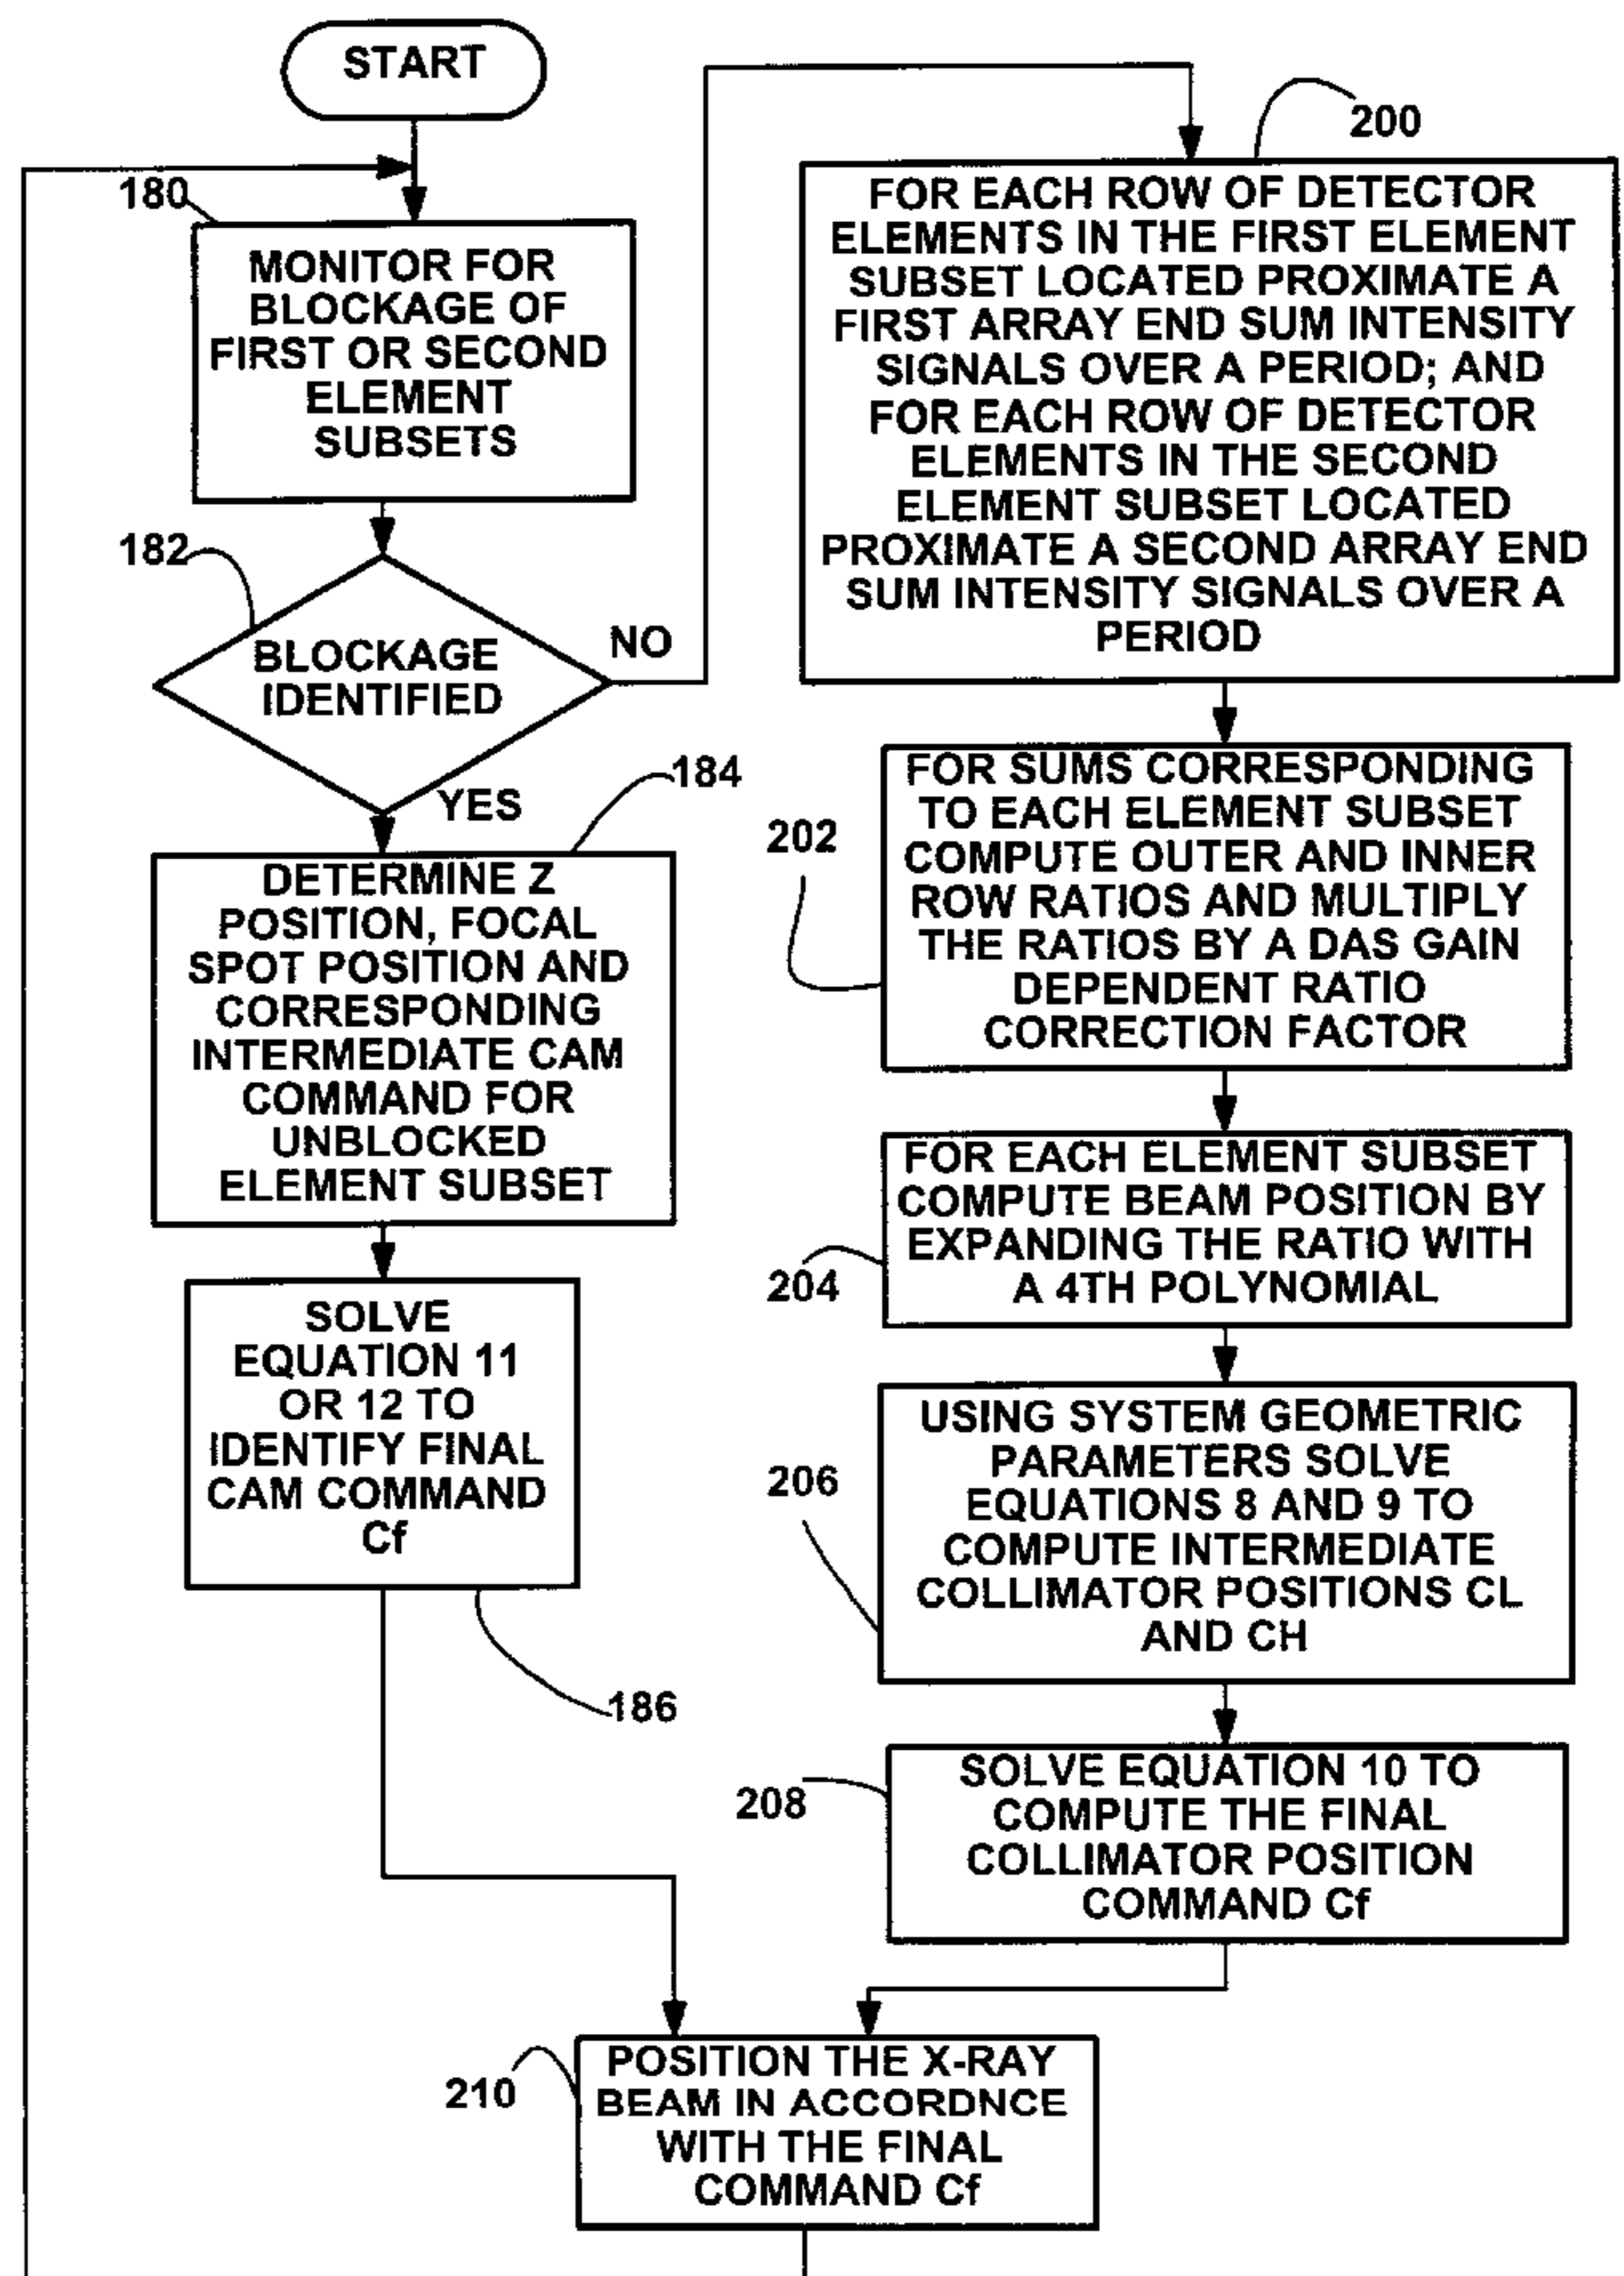 START
180
MONITOR FOR
BLOCKAGE OF
FIRST OR SECOND
ELEMENT
SUBSETS
182
BLOCKAGE
IDENTIFIED
NO
YES
184
DETERMINE Z
POSITION, FOCAL
SPOT POSITION AND
CORRESPONDING
INTERMEDIATE CAM
COMMAND FOR
UNBLOCKED
ELEMENT SUBSET
SOLVE
EQUATION 11
OR 12 TO
IDENTIFY FINAL
CAM COMMAND
Cf
186
200
FOR EACH ROW OF DETECTOR
ELEMENTS IN THE FIRST ELEMENT
SUBSET LOCATED PROXIMATE A
FIRST ARRAY END SUM INTENSITY
SIGNALS OVER A PERIOD; AND
FOR EACH ROW OF DETECTOR
ELEMENTS IN THE SECOND
ELEMENT SUBSET LOCATED
PROXIMATE A SECOND ARRAY END
SUM INTENSITY SIGNALS OVER A
PERIOD
202
FOR SUMS CORRESPONDING
TO EACH ELEMENT SUBSET
COMPUTE OUTER AND INNER
ROW RATIOS AND MULTIPLY
THE RATIOS BY A DAS GAIN
DEPENDENT RATIO
CORRECTION FACTOR
204
FOR EACH ELEMENT SUBSET
COMPUTE BEAM POSITION BY
EXPANDING THE RATIO WITH
A 4TH POLYNOMIAL
206
USING SYSTEM GEOMETRIC
PARAMETERS SOLVE
EQUATIONS 8 AND 9 TO
COMPUTE INTERMEDIATE
COLLIMATOR POSITIONS CL
AND CH
208
SOLVE EQUATION 10 TO
COMPUTE THE FINAL
COLLIMATOR POSITION
COMMAND Cf
210
POSITION THE X-RAY
BEAM IN ACCORDNCE
WITH THE FINAL
COMMAND Cf